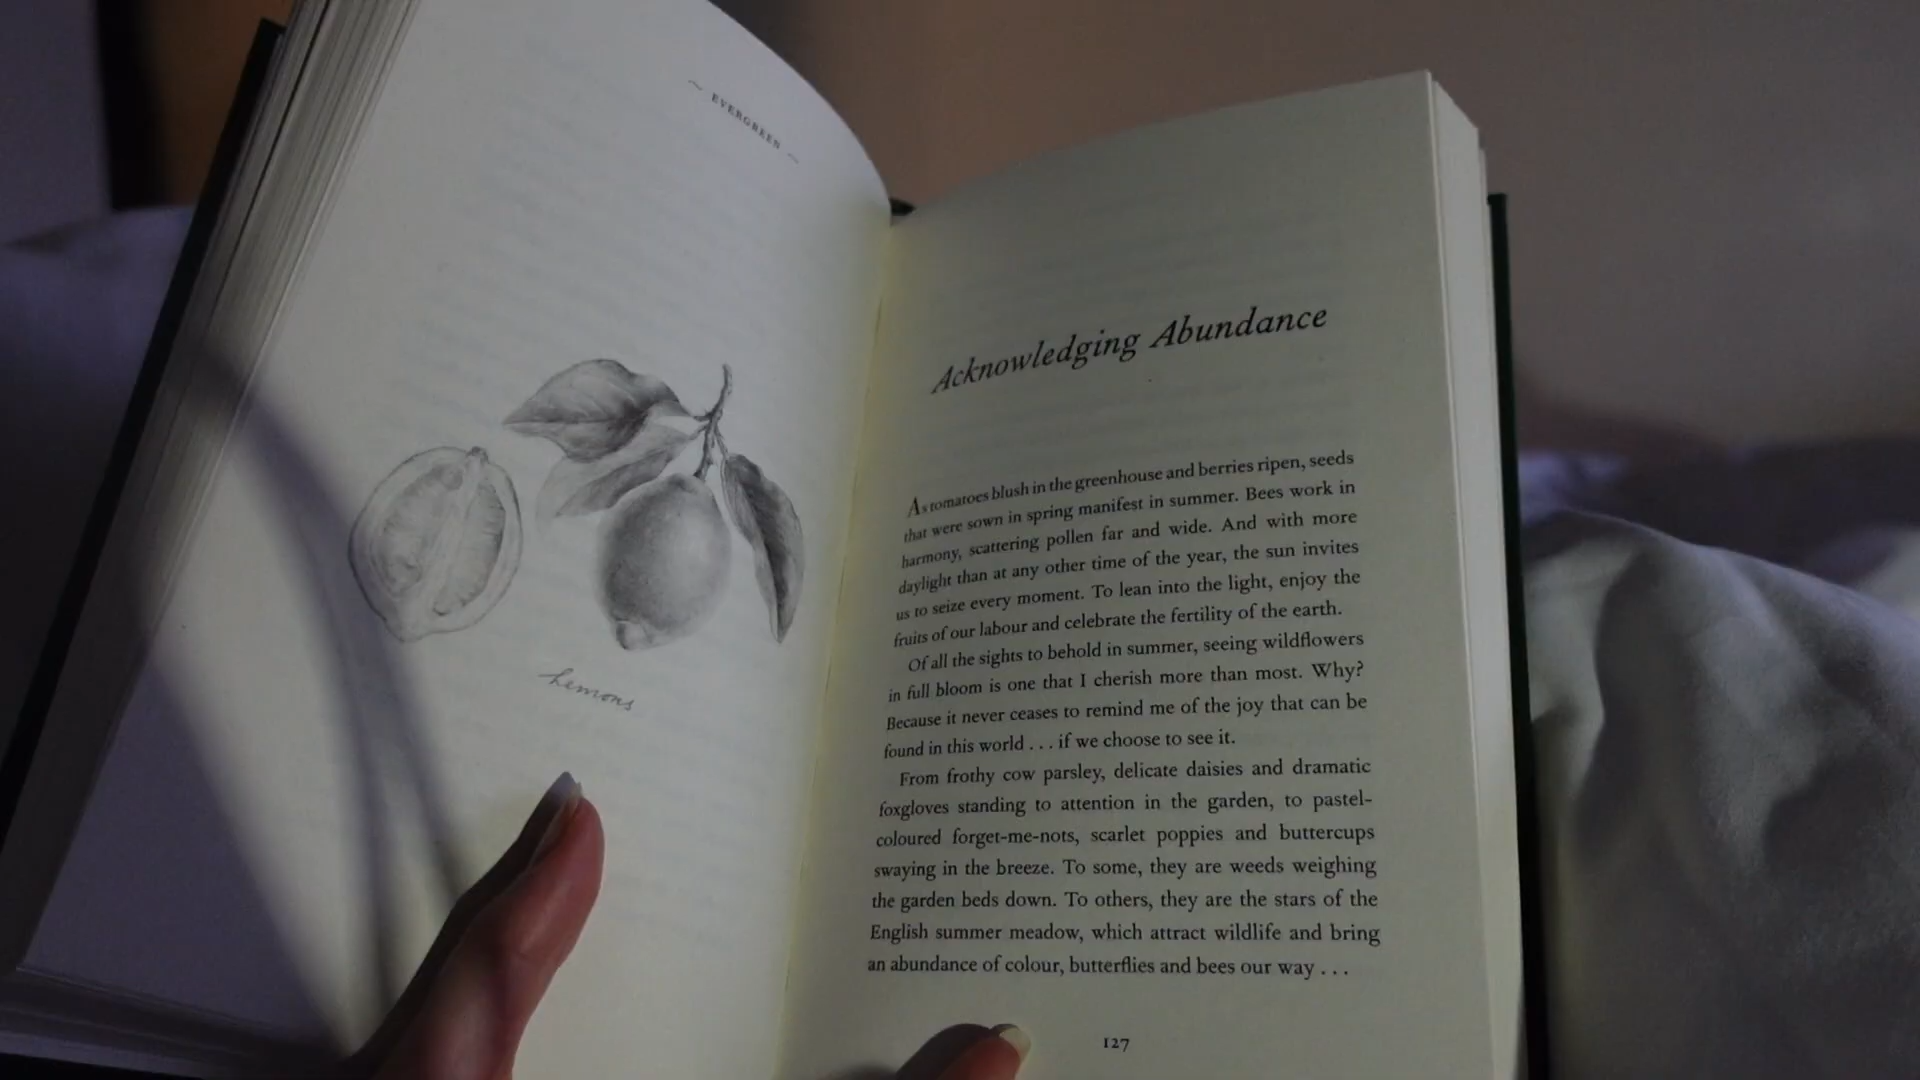 ~ EVERGREEN ~
Lemons
Acknowledging Abundance
As tomatoes blush in the greenhouse and berries ripen, seeds
that were sown in spring manifest in summer. Bees work in
harmony, scattering pollen far and wide. And with more
daylight than at any other time of the year, the sun invites
us to seize every moment. To lean into the light, enjoy the
fruits of our labour and celebrate the fertility of the earth.
Of all the sights to behold in summer, seeing wildflowers
in full bloom is one that I cherish more than most. Why?
Because it never ceases to remind me of the joy that can be
found in this world . . . if we choose to see it.
From frothy cow parsley, delicate daisies and dramatic
foxgloves standing to attention in the garden, to pastel-
coloured forget-me-nots, scarlet poppies and buttercups
swaying in the breeze. To some, they are weeds weighing
the garden beds down. To others, they are the stars of the
English summer meadow, which attract wildlife and bring
an abundance of colour, butterflies and bees our way . . .
127